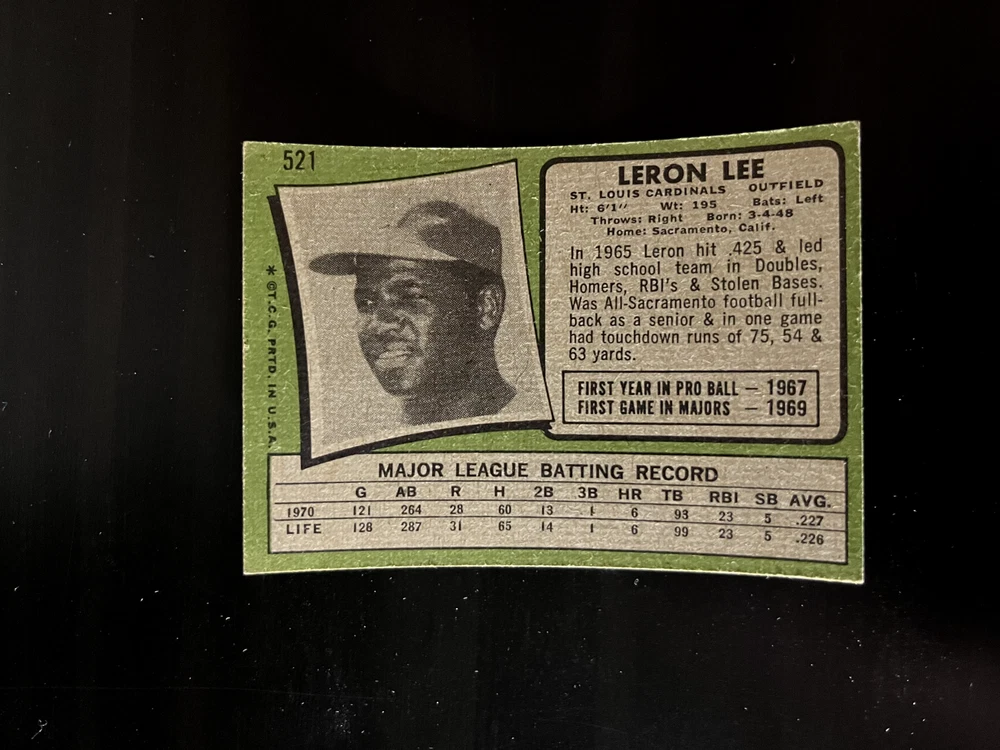 521
* ©T.C.G. PRTD. IN U.S.A.
LERON LEE
ST. LOUIS CARDINALS OUTFIELD
Ht: 6'1" Wt: 195 Bats: Left
Throws: Right Born: 3-4-48
Home: Sacramento, Calif.
In 1965 Leron hit .425 & led
high school team in Doubles,
Homers, RBI's & Stolen Bases.
Was All-Sacramento football full-
back as a senior & in one game
had touchdown runs of 75, 54 &
63 yards.
FIRST YEAR IN PRO BALL — 1967
FIRST GAME IN MAJORS — 1969
MAJOR LEAGUE BATTING RECORD
G AB R H 2B 3B HR TB RBI SB AVG.
1970 121 264 28 60 13 1 6 93 23 5 .227
LIFE 128 287 31 65 14 1 6 99 23 5 .226